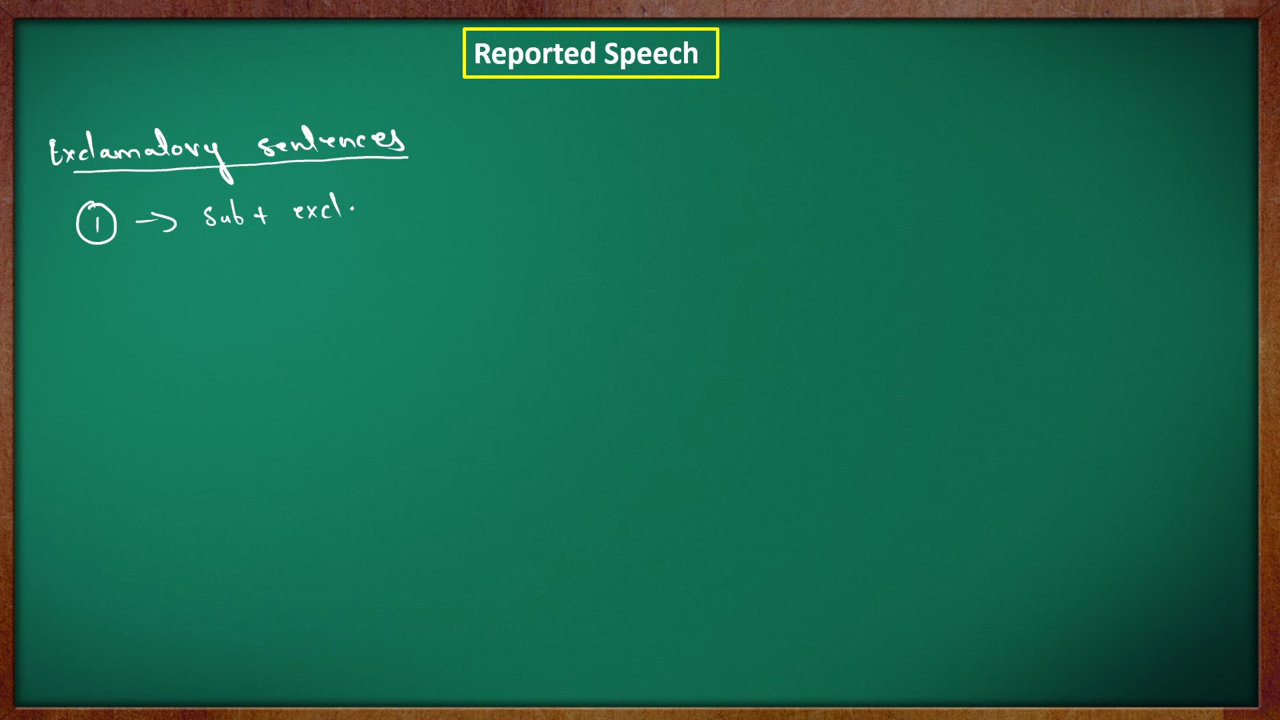 Reported Speech
Exclamatory sentences
① → sub + excl.